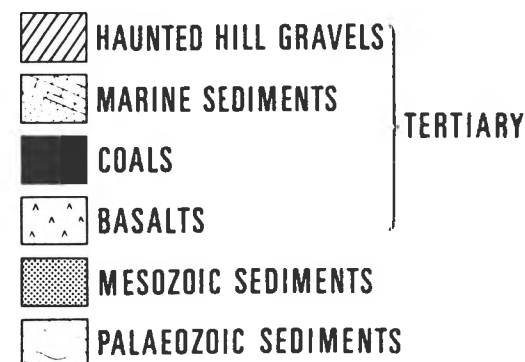 HAUNTED HILL GRAVELS
MARINE SEDIMENTS
TERTIARY
COALS
BASALTS
MESOZOIC SEDIMENTS
PALAEOZOIC SEDIMENTS